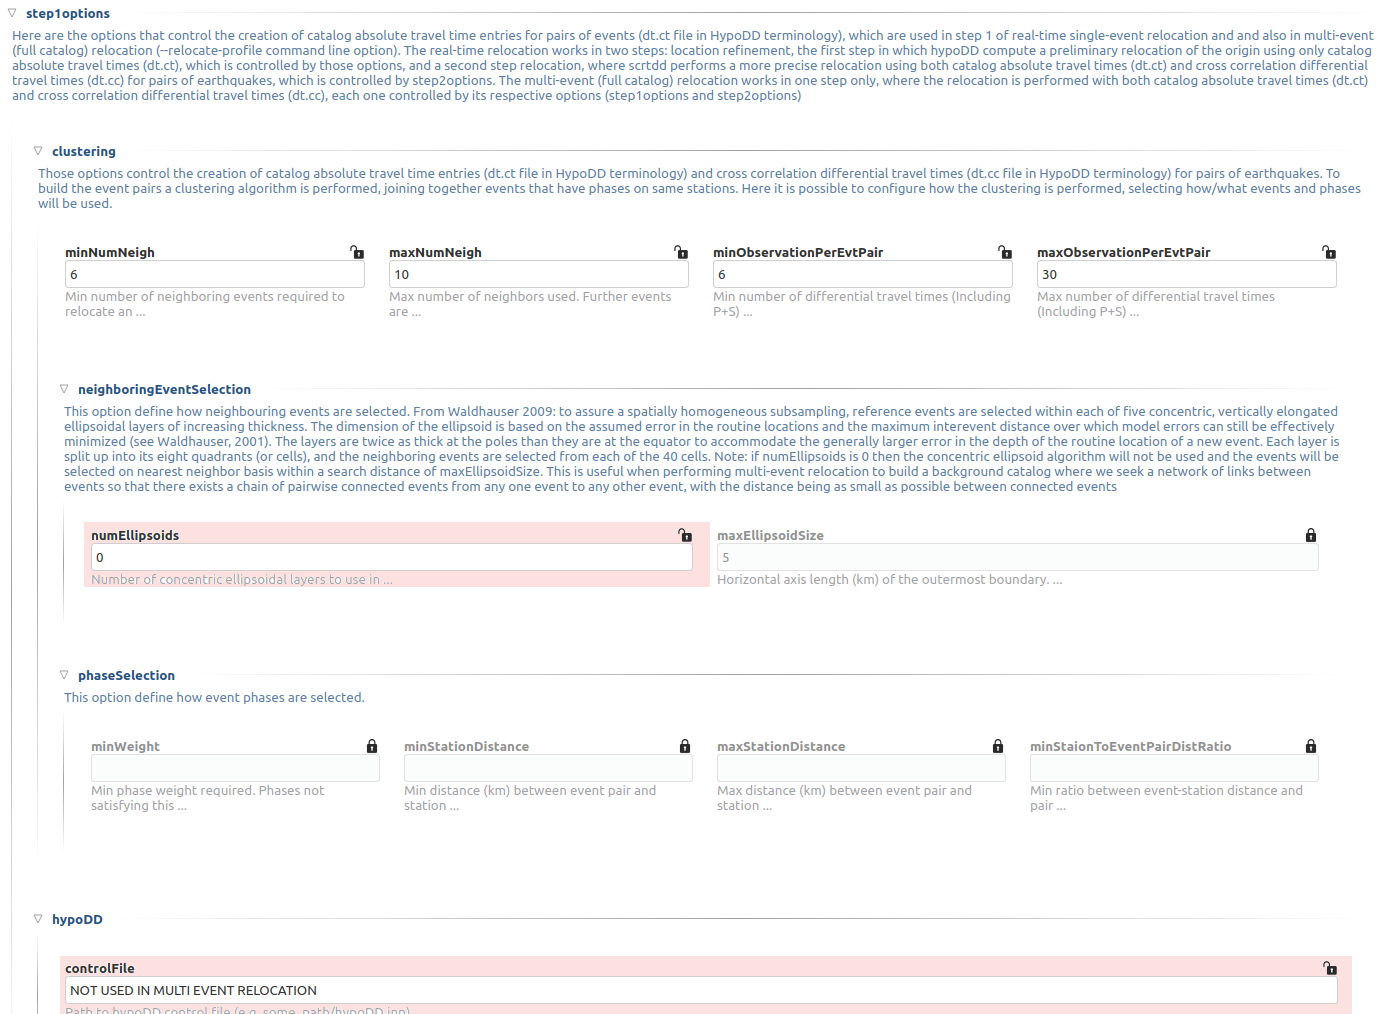 step1options
Here are the options that control the creation of catalog absolute travel time entries for pairs of events (dt.ct file in HypoDD terminology), which are used in step 1 of real-time single-event relocation and and also in multi-event
(full catalog) relocation (--relocate-profile command line option). The real-time relocation works in two steps: location refinement, the first step in which hypoDD compute a preliminary relocation of the origin using only catalog
absolute travel times (dt.ct), which is controlled by those options, and a second step relocation, where scrtdd performs a more precise relocation using both catalog absolute travel times (dt.ct) and cross correlation differential
travel times (dt.cc) for pairs of earthquakes, which is controlled by step2options. The multi-event (full catalog) relocation works in one step only, where the relocation is performed with both catalog absolute travel times (dt.ct)
and cross correlation differential travel times (dt.cc), each one controlled by its respective options (step1options and step2options)
clustering
Those options control the creation of catalog absolute travel time entries (dt.ct file in HypoDD terminology) and cross correlation differential travel times (dt.cc file in HypoDD terminology) for pairs of earthquakes. To
build the event pairs a clustering algorithm is performed, joining together events that have phases on same stations. Here it is possible to configure how the clustering is performed, selecting how/what events and phases
will be used.
minNumNeigh
6
Min number of neighboring events required to
relocate an ...
maxNumNeigh
10
Max number of neighbors used. Further events
are ...
minObservationPerEvtPair
6
Min number of differential travel times (Including
P+S) ...
maxObservationPerEvtPair
30
Max number of differential travel times
(Including P+S) ...
neighboringEventSelection
This option define how neighbouring events are selected. From Waldhauser 2009: to assure a spatially homogeneous subsampling, reference events are selected within each of five concentric, vertically elongated
ellipsoidal layers of increasing thickness. The dimension of the ellipsoid is based on the assumed error in the routine locations and the maximum interevent distance over which model errors can still be effectively
minimized (see Waldhauser, 2001). The layers are twice as thick at the poles than they are at the equator to accommodate the generally larger error in the depth of the routine location of a new event. Each layer is
split up into its eight quadrants (or cells), and the neighboring events are selected from each of the 40 cells. Note: if numEllipsoids is 0 then the concentric ellipsoid algorithm will not be used and the events will be
selected on nearest neighbor basis within a search distance of maxEllipsoidSize. This is useful when performing multi-event relocation to build a background catalog where we seek a network of links between
events so that there exists a chain of pairwise connected events from any one event to any other event, with the distance being as small as possible between connected events
numEllipsoids
0
Number of concentric ellipsoidal layers to use in ...
maxEllipsoidSize
5
Horizontal axis length (km) of the outermost boundary. ...
phaseSelection
This option define how event phases are selected.
minWeight
Min phase weight required. Phases not
satisfying this ...
minStationDistance
Min distance (km) between event pair and
station ...
maxStationDistance
Max distance (km) between event pair and
station ...
minStaionToEventPairDistRatio
Min ratio between event-station distance and
pair ...
hypoDD
controlFile
NOT USED IN MULTI EVENT RELOCATION
Path to hypoDD control file (e.g. some_path/hypoDD.inp)